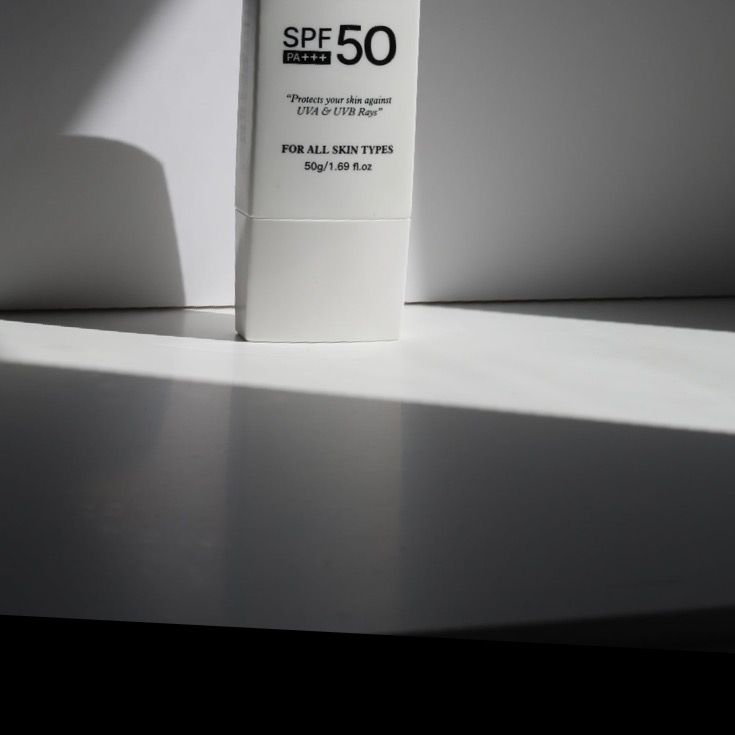 SPF 50
PA+++
“Protects your skin against
UVA & UVB Rays”
FOR ALL SKIN TYPES
50g/1.69 fl.oz